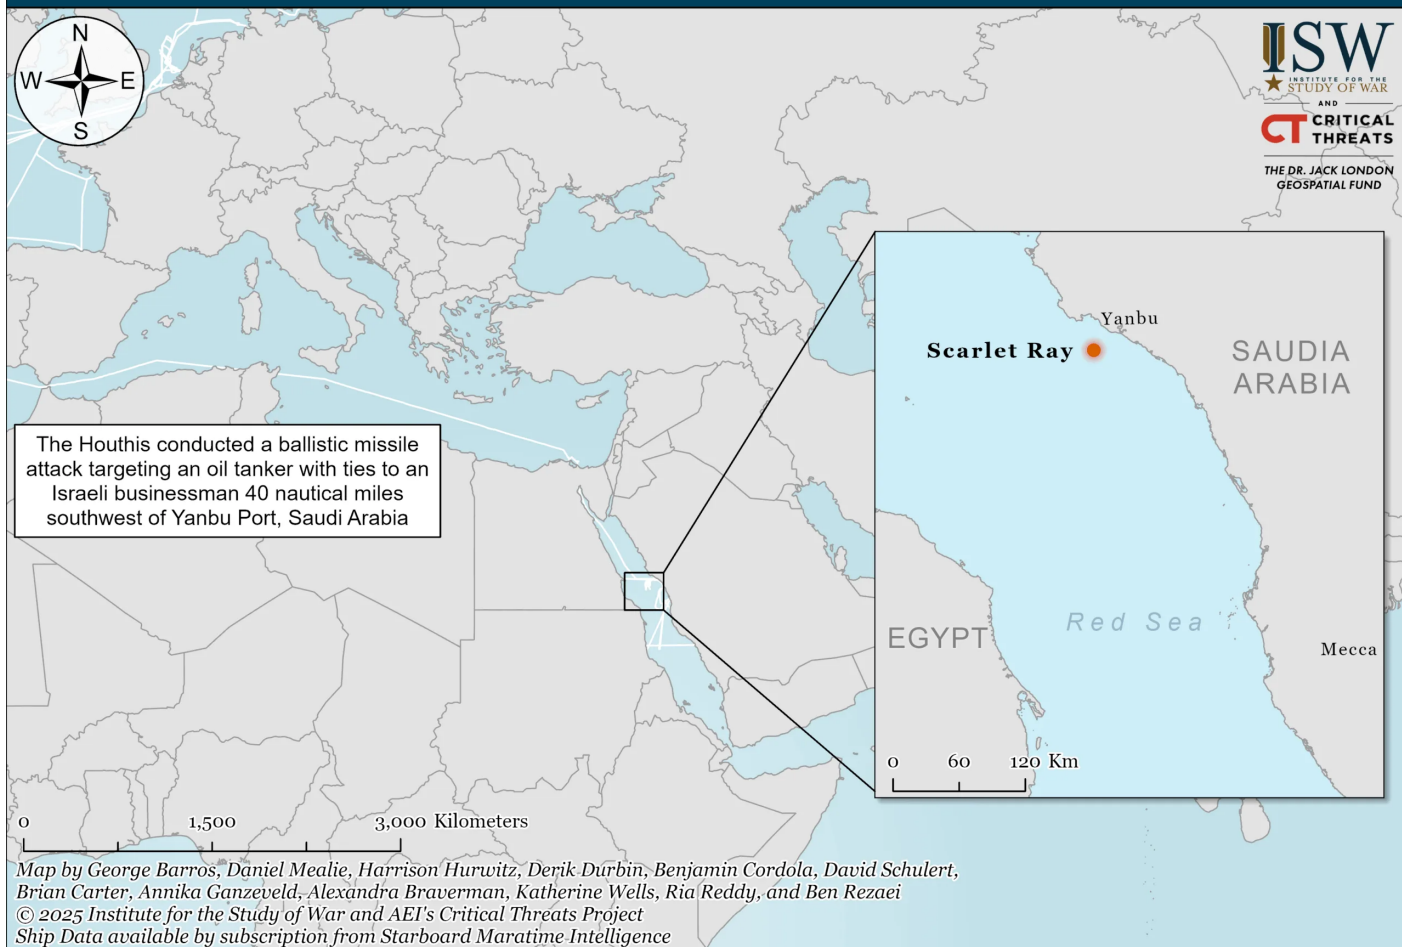 N
W E
S
ISW
INSTITUTE FOR THE
STUDY OF WAR
AND
CT CRITICAL
THREATS
THE DR. JACK LONDON
GEOSPATIAL FUND
Yanbu
Scarlet Ray
SAUDIA
ARABIA
The Houthis conducted a ballistic missile
attack targeting an oil tanker with ties to an
Israeli businessman 40 nautical miles
southwest of Yanbu Port, Saudi Arabia
Red Sea
EGYPT
Mecca
0 60 120 Km
0 1,500 3,000 Kilometers
Map by George Barros, Daniel Mealie, Harrison Hurwitz, Derik Durbin, Benjamin Cordola, David Schulert,
Brian Carter, Annika Ganzeveld, Alexandra Braverman, Katherine Wells, Ria Reddy, and Ben Rezaei
© 2025 Institute for the Study of War and AEI's Critical Threats Project
Ship Data available by subscription from Starboard Maratime Intelligence